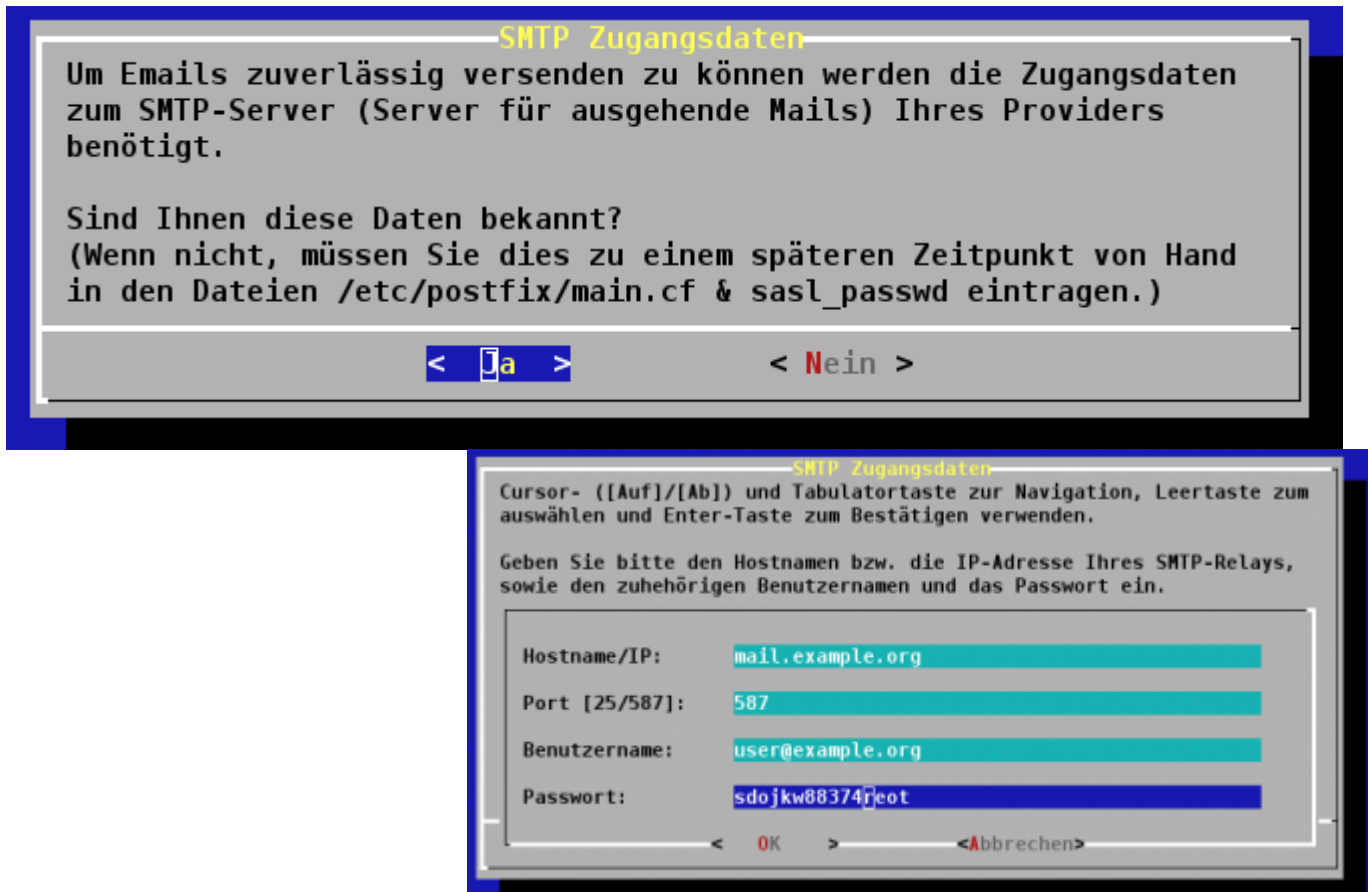 SMTP Zugangsdaten
Um Emails zuverlässig versenden zu können werden die Zugangsdaten
zum SMTP-Server (Server für ausgehende Mails) Ihres Providers
benötigt.
Sind Ihnen diese Daten bekannt?
(Wenn nicht, müssen Sie dies zu einem späteren Zeitpunkt von Hand
in den Dateien /etc/postfix/main.cf & sasl_passwd eintragen.)
< Ja > < Nein >
SMTP Zugangsdaten
Cursor- ([Auf]/[Ab]) und Tabulatortaste zur Navigation, Leertaste zum
auswählen und Enter-Taste zum Bestätigen verwenden.
Geben Sie bitte den Hostnamen bzw. die IP-Adresse Ihres SMTP-Relays,
sowie den zuhehörigen Benutzernamen und das Passwort ein.
Hostname/IP: mail.example.org
Port [25/587]: 587
Benutzername: user@example.org
Passwort: sdojkw88374reot
< OK > <Abbrechen>